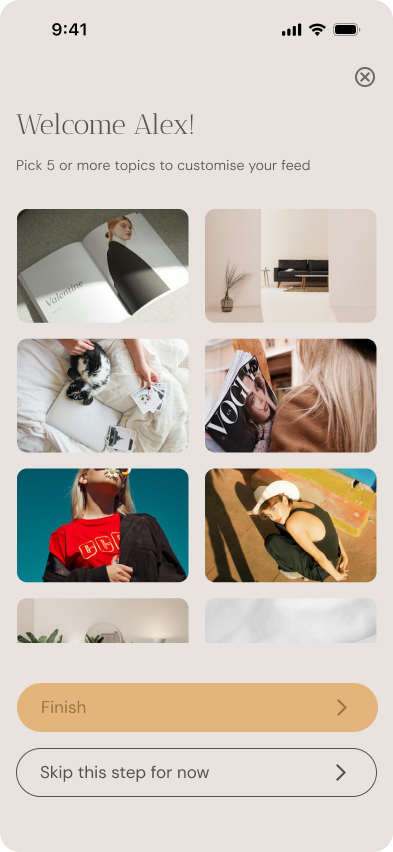 9:41
Welcome Alex!
Pick 5 or more topics to customise your feed
Valentine
VOGUE
Finish
Skip this step for now